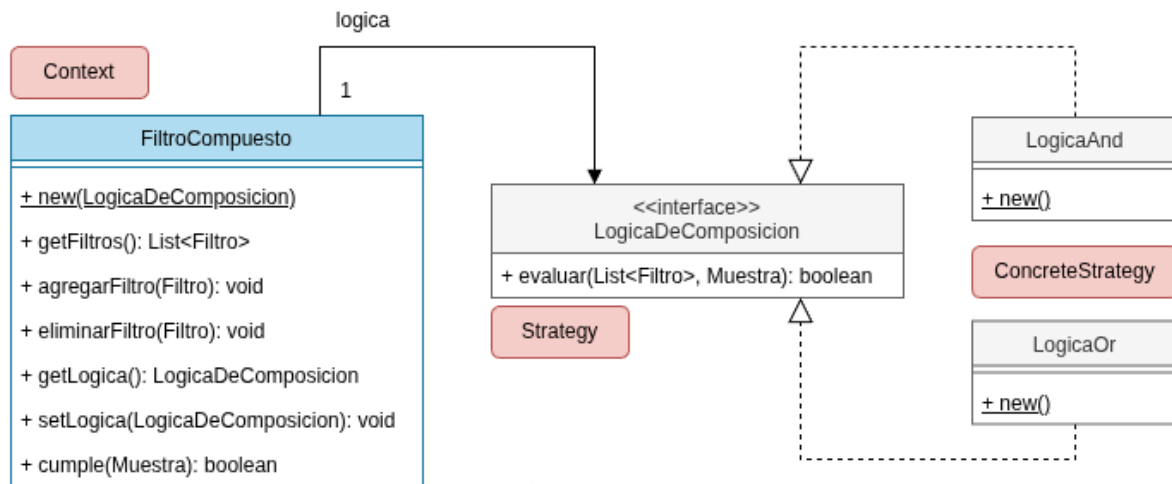 logica
Context
1
FiltroCompuesto
+ new(LogicaDeComposicion)
+ getFiltros(): List<Filtro>
+ agregarFiltro(Filtro): void
+ eliminarFiltro(Filtro): void
+ getLogica(): LogicaDeComposicion
+ setLogica(LogicaDeComposicion): void
+ cumple(Muestra): boolean
<<interface>>
LogicaDeComposicion
+ evaluar(List<Filtro>, Muestra): boolean
Strategy
LogicaAnd
+ new()
ConcreteStrategy
LogicaOr
+ new()